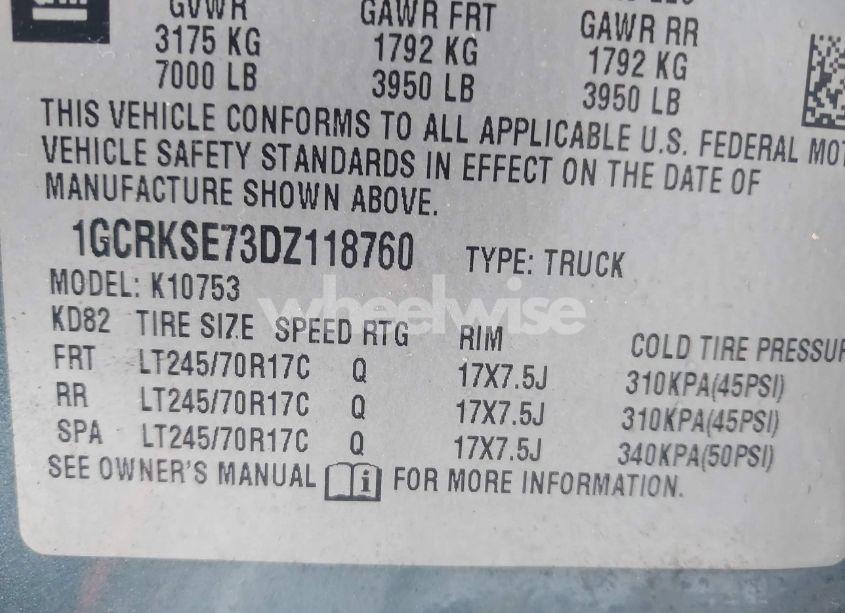 GVWR GAWR FRT GAWR RR
3175 KG 1792 KG 1792 KG
7000 LB 3950 LB 3950 LB
THIS VEHICLE CONFORMS TO ALL APPLICABLE U.S. FEDERAL MOT
VEHICLE SAFETY STANDARDS IN EFFECT ON THE DATE OF
MANUFACTURE SHOWN ABOVE.
1GCRKSE73DZ118760 TYPE: TRUCK
MODEL: K10753
wheelwise
KD82 TIRE SIZE SPEED RTG RIM COLD TIRE PRESSUR
FRT LT245/70R17C Q 17X7.5J 310KPA(45PSI)
RR LT245/70R17C Q 17X7.5J 310KPA(45PSI)
SPA LT245/70R17C Q 17X7.5J 340KPA(50PSI)
SEE OWNER'S MANUAL i FOR MORE INFORMATION.